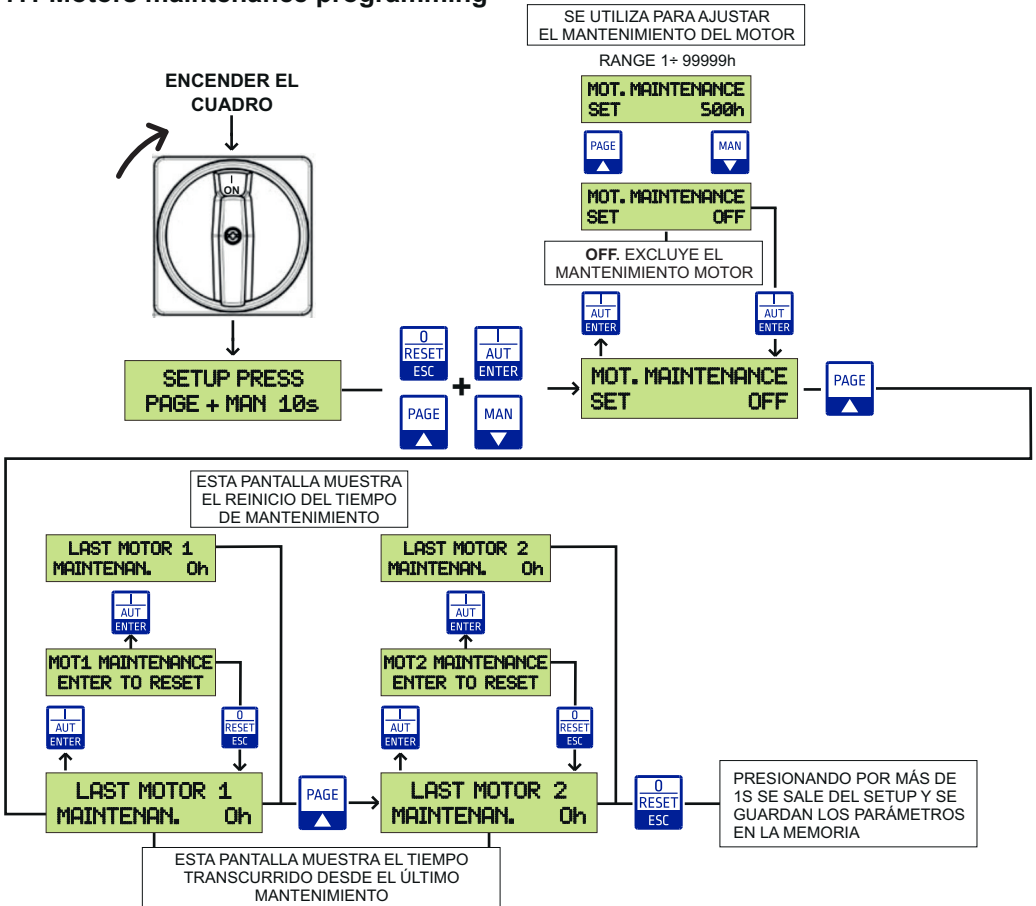 SE UTILIZA PARA AJUSTAR
EL MANTENIMIENTO DEL MOTOR
RANGE 1÷ 99999h
MOT. MAINTENANCE
SET 500h
PAGE
MAN
MOT. MAINTENANCE
SET OFF
OFF. EXCLUYE EL
MANTENIMIENTO MOTOR
ENCENDER EL
CUADRO
I
ON
SETUP PRESS
PAGE + MAN 10s
0
RESET
ESC
+
I
AUT
ENTER
PAGE
MAN
I
AUT
ENTER
I
AUT
ENTER
MOT. MAINTENANCE
SET OFF
PAGE
ESTA PANTALLA MUESTRA
EL REINICIO DEL TIEMPO
DE MANTENIMIENTO
LAST MOTOR 1
MAINTENAN. 0h
I
AUT
ENTER
MOT1 MAINTENANCE
ENTER TO RESET
I
AUT
ENTER
0
RESET
ESC
LAST MOTOR 1
MAINTENAN. 0h
PAGE
LAST MOTOR 2
MAINTENAN. 0h
I
AUT
ENTER
MOT2 MAINTENANCE
ENTER TO RESET
I
AUT
ENTER
0
RESET
ESC
LAST MOTOR 2
MAINTENAN. 0h
0
RESET
ESC
PRESIONANDO POR MÁS DE
1S SE SALE DEL SETUP Y SE
GUARDAN LOS PARÁMETROS
EN LA MEMORIA
ESTA PANTALLA MUESTRA EL TIEMPO
TRANSCURRIDO DESDE EL ÚLTIMO
MANTENIMIENTO